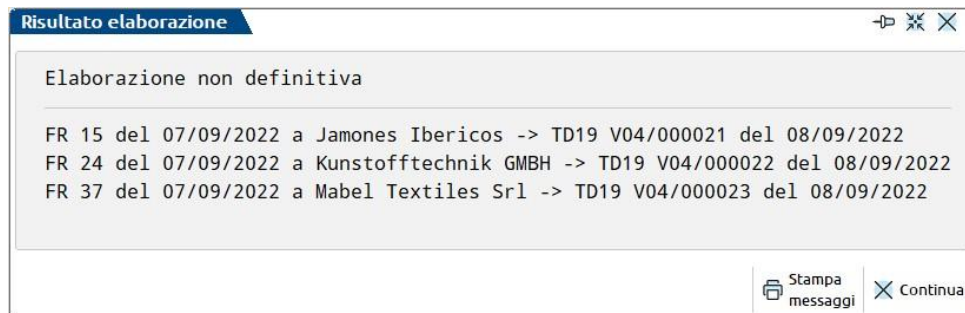 Risultato elaborazione
Elaborazione non definitiva
FR 15 del 07/09/2022 a Jamones Ibericos -> TD19 V04/000021 del 08/09/2022
FR 24 del 07/09/2022 a Kunstofftechnik GMBH -> TD19 V04/000022 del 08/09/2022
FR 37 del 07/09/2022 a Mabel Textiles Srl -> TD19 V04/000023 del 08/09/2022
Stampa
messaggi
Continua